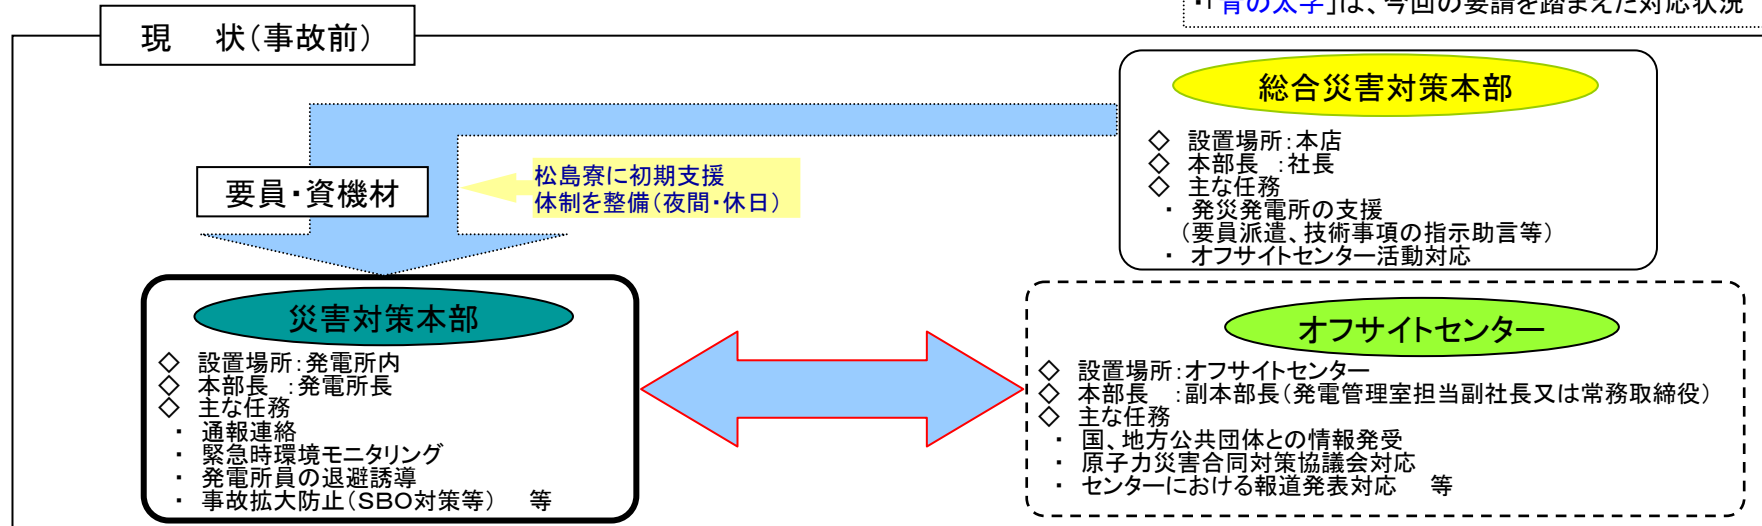 ・「青の太字」は、今回の要請を踏まえた対応状況
現　状(事故前)
総合災害対策本部
◇ 設置場所:本店
◇ 本部長 :社長
◇ 主な任務
・ 発災発電所の支援
(要員派遣、技術事項の指示助言等)
・ オフサイトセンター活動対応
要員・資機材
松島寮に初期支援
体制を整備(夜間・休日)
災害対策本部
◇ 設置場所:発電所内
◇ 本部長 :発電所長
◇ 主な任務
・ 通報連絡
・ 緊急時環境モニタリング
・ 発電所員の退避誘導
・ 事故拡大防止(SBO対策等) 等
オフサイトセンター
◇ 設置場所:オフサイトセンター
◇ 本部長 :副本部長(発電管理室担当副社長又は常務取締役)
◇ 主な任務
・ 国、地方公共団体との情報発受
・ 原子力災害合同対策協議会対応
・ センターにおける報道発表対応 等